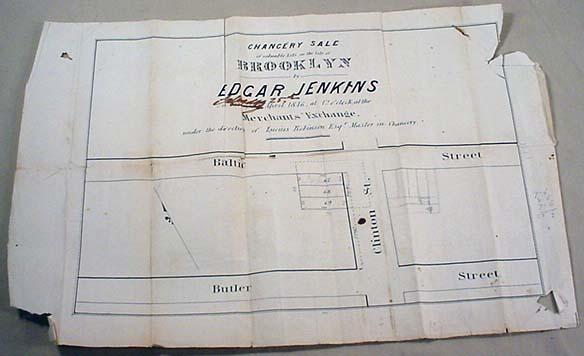 CHANCERY SALE
of valuable Lots in the City of
BROOKLYN
by
EDGAR JENKINS
April 1846, at 12 o'clock at the
Merchants' Exchange,
under the direction of Lucius Robinson Esqr. Master in Chancery.
Baltic Street
Clinton St.
Butler Street